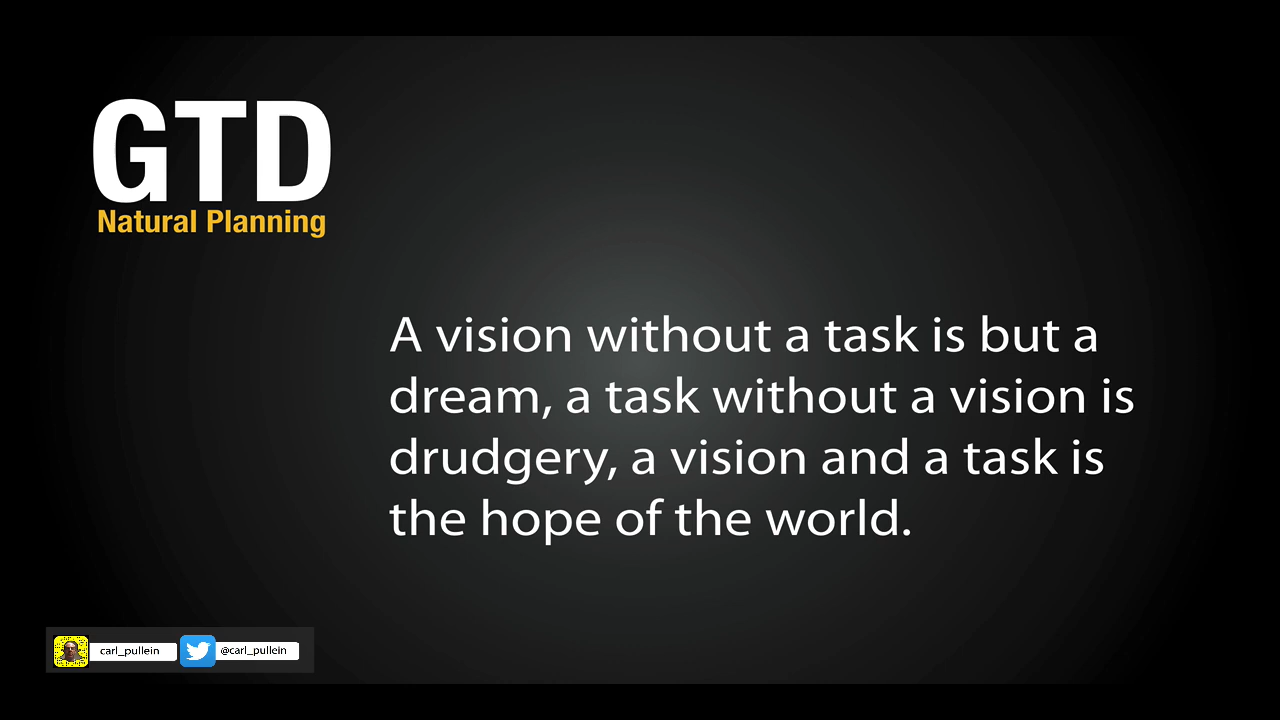 GTD
Natural Planning
A vision without a task is but a
dream, a task without a vision is
drudgery, a vision and a task is
the hope of the world.
carl_pullein
@carl_pullein